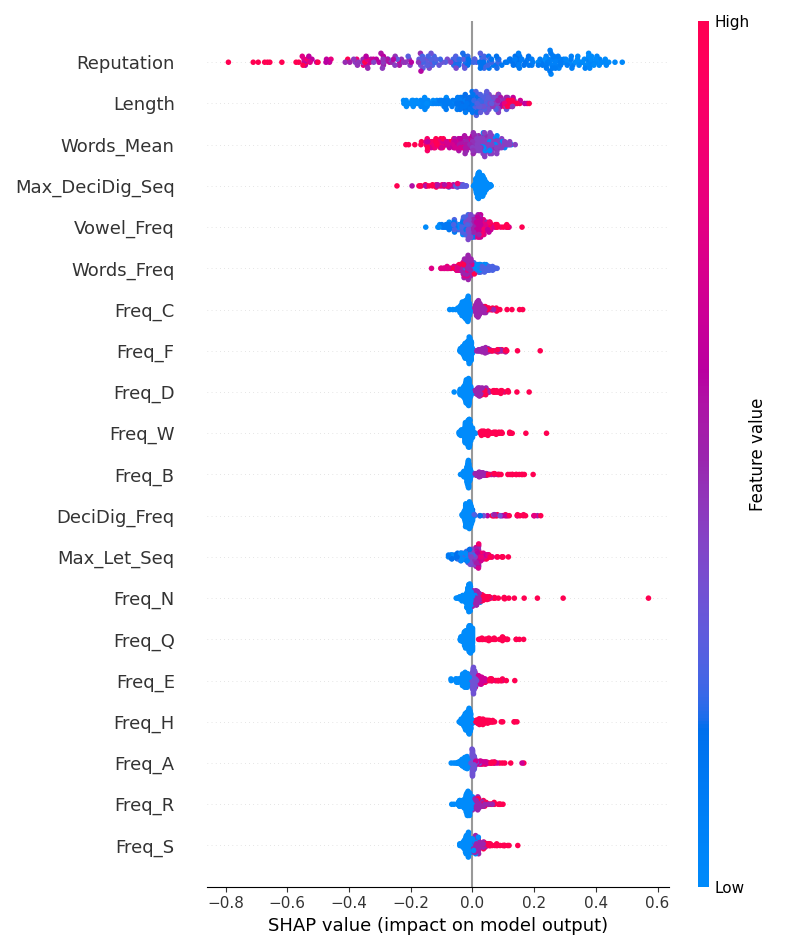 High
Reputation
Length
Words_Mean
Max_DeciDig_Seq
Vowel_Freq
Words_Freq
Freq_C
Freq_F
Freq_D
Freq_W
Freq_B
DeciDig_Freq
Max_Let_Seq
Freq_N
Freq_Q
Freq_E
Freq_H
Freq_A
Freq_R
Freq_S
Feature value
Low
−0.8 −0.6 −0.4 −0.2 0.0 0.2 0.4 0.6
SHAP value (impact on model output)